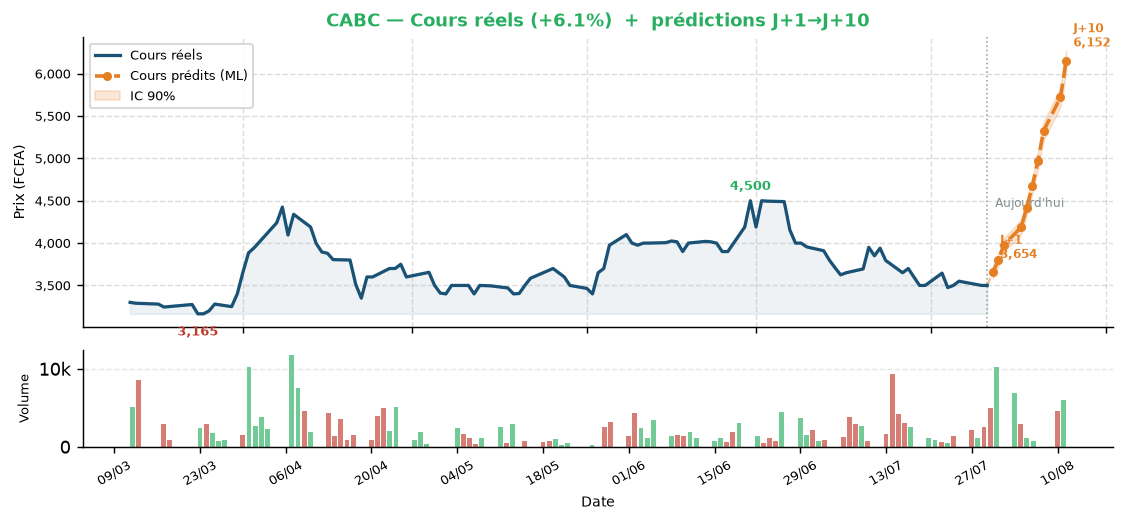 CABC — Cours réels (+6.1%)  +  prédictions J+1→J+10
J+10
6,152
Cours réels
Cours prédits (ML)
IC 90%
Prix (FCFA)
6,000
5,500
5,000
4,500
4,000
3,500
4,500
Aujourd'hui
J+1
3,654
3,165
Volume
10k
0
09/03
23/03
06/04
20/04
04/05
18/05
01/06
15/06
29/06
13/07
27/07
10/08
Date